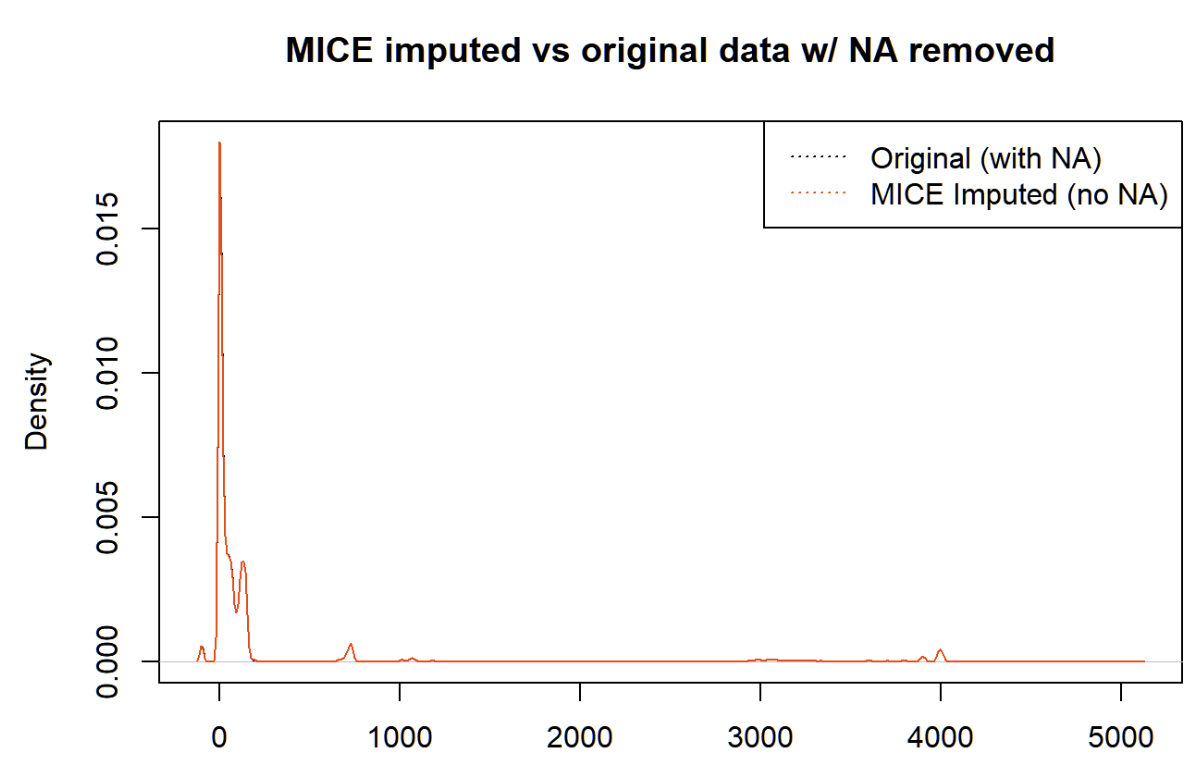 MICE imputed vs original data w/ NA removed
Original (with NA)
MICE Imputed (no NA)
Density
0.015
0.010
0.005
0.000
0 1000 2000 3000 4000 5000